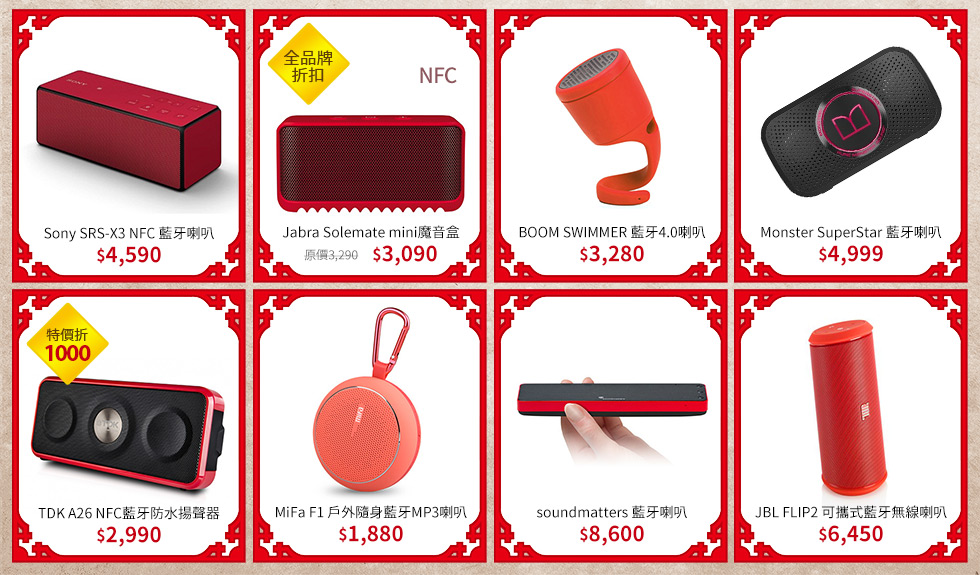 SONY
Sony SRS-X3 NFC 藍牙喇叭
$4,590
全品牌
折扣
NFC
Jabra Solemate mini魔音盒
原價3,290 $3,090
BOOM SWIMMER 藍牙4.0喇叭
$3,280
Monster SuperStar 藍牙喇叭
$4,999
特價折
1000
TDK
TDK A26 NFC藍牙防水揚聲器
$2,990
MIFA
MiFa F1 戶外隨身藍牙MP3喇叭
$1,880
soundmatters 藍牙喇叭
$8,600
JBL
JBL FLIP2 可攜式藍牙無線喇叭
$6,450